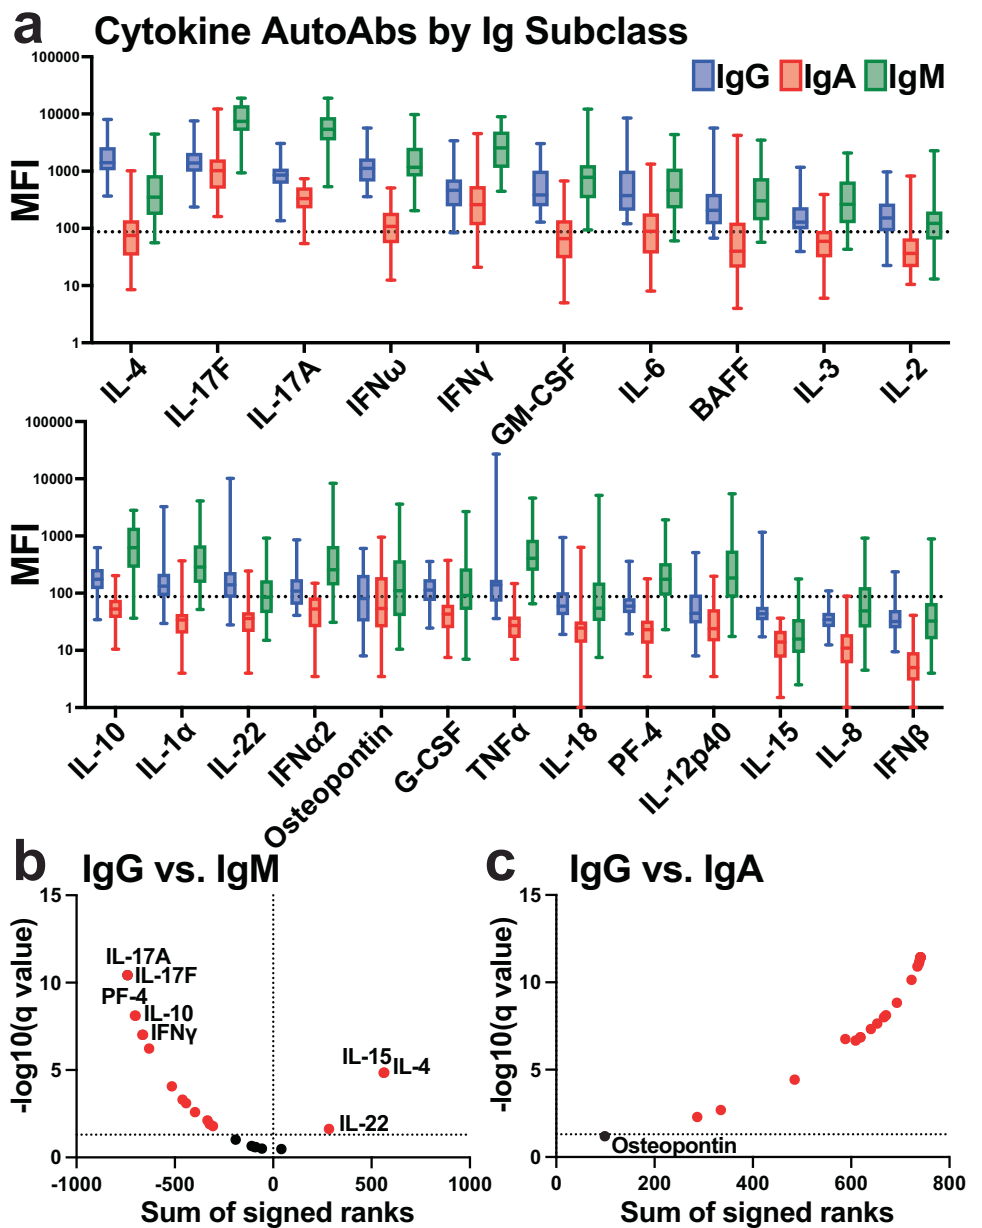 a Cytokine AutoAbs by Ig Subclass
IgG IgA IgM
MFI
100000
10000
1000
100
10
1
IL-4 IL-17F IL-17A IFNω IFNγ GM-CSF IL-6 BAFF IL-3 IL-2
MFI
100000
10000
1000
100
10
1
IL-10 IL-1α IL-22 IFNα2 Osteopontin G-CSF TNFα IL-18 PF-4 IL-12p40 IL-15 IL-8 IFNβ
b IgG vs. IgM
-log10(q value)
15
10
5
0
IL-17A
IL-17F
PF-4
IL-10
IFNγ
IL-15
IL-4
IL-22
-1000 -500 0 500 1000
Sum of signed ranks
c IgG vs. IgA
-log10(q value)
15
10
5
0
Osteopontin
0 200 400 600 800
Sum of signed ranks